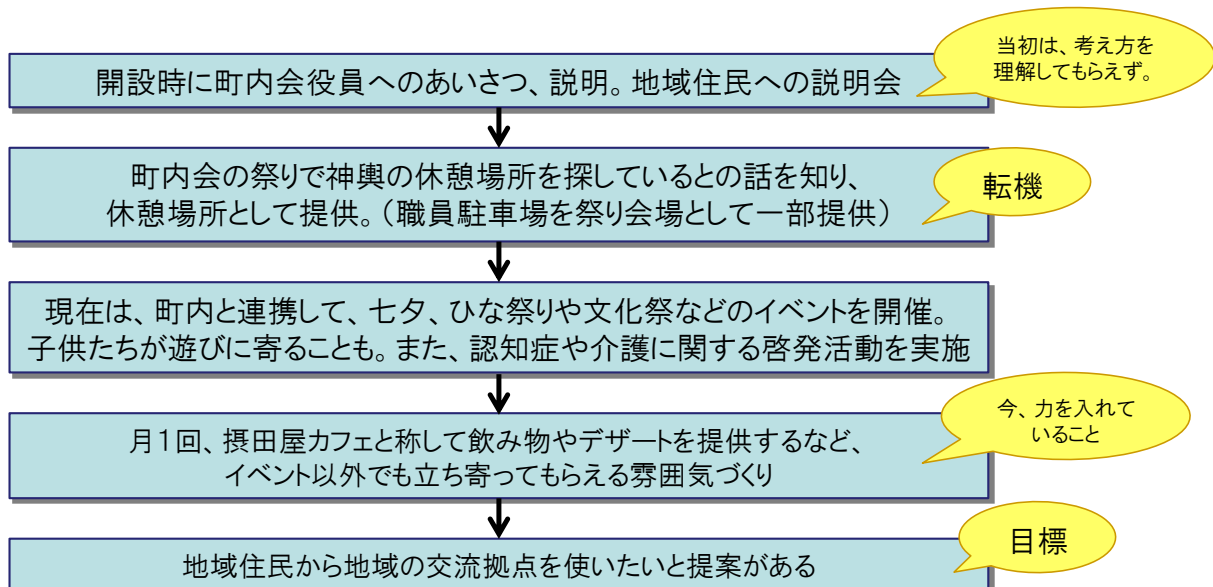 当初は、考え方を
理解してもらえず。
開設時に町内会役員へのあいさつ、説明。地域住民への説明会
町内会の祭りで神輿の休憩場所を探しているとの話を知り、
休憩場所として提供。（職員駐車場を祭り会場として一部提供）
転機
現在は、町内と連携して、七夕、ひな祭りや文化祭などのイベントを開催。
子供たちが遊びに寄ることも。また、認知症や介護に関する啓発活動を実施
今、力を入れて
いること
月１回、摂田屋カフェと称して飲み物やデザートを提供するなど、
イベント以外でも立ち寄ってもらえる雰囲気づくり
目標
地域住民から地域の交流拠点を使いたいと提案がある